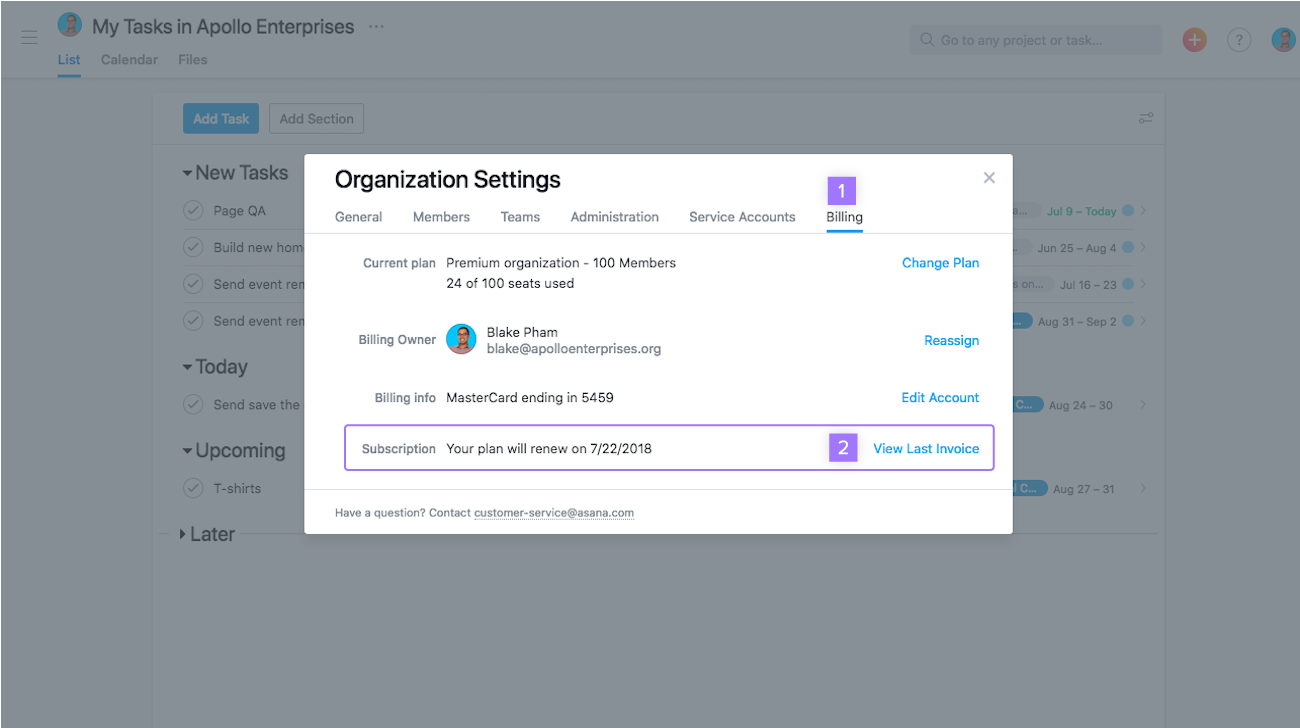 My Tasks in Apollo Enterprises ...
Go to any project or task...
+
?
List Calendar Files
Add Task Add Section
New Tasks
Page QA
Jul 9 – Today
Build new hom
Jun 25 – Aug 4
Send event ren
Jul 16 – 23
Send event ren
Aug 31 – Sep 2
Today
Send save the
Aug 24 – 30
Upcoming
T-shirts
Aug 27 – 31
Later
Organization Settings
1
General Members Teams Administration Service Accounts Billing
Current plan Premium organization - 100 Members Change Plan
24 of 100 seats used
Billing Owner Blake Pham Reassign
blake@apolloenterprises.org
Billing info MasterCard ending in 5459 Edit Account
Subscription Your plan will renew on 7/22/2018 2 View Last Invoice
Have a question? Contact customer-service@asana.com